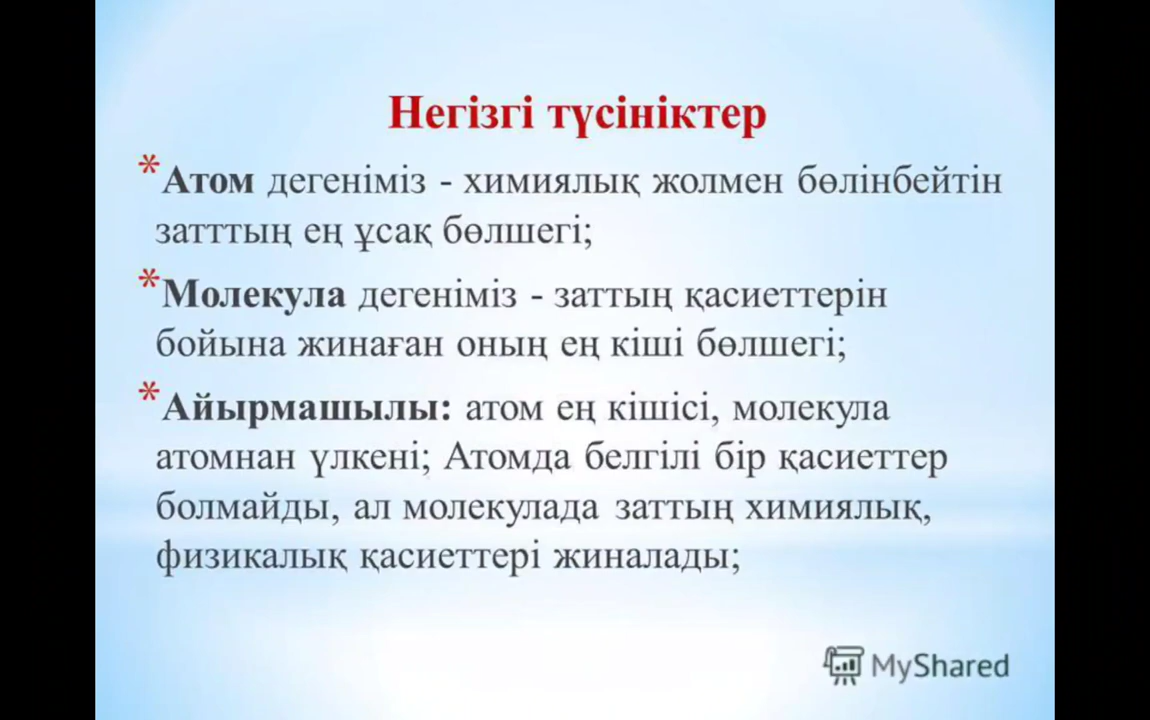 Негізгі түсініктер
*Атом дегеніміз - химиялық жолмен бөлінбейтін
затттың ең ұсақ бөлшегі;
*Молекула дегеніміз - заттың қасиеттерін
бойына жинаған оның ең кіші бөлшегі;
*Айырмашылы: атом ең кішісі, молекула
атомнан үлкені; Атомда белгілі бір қасиеттер
болмайды, ал молекулада заттың химиялық,
физикалық қасиеттері жиналады;
MyShared